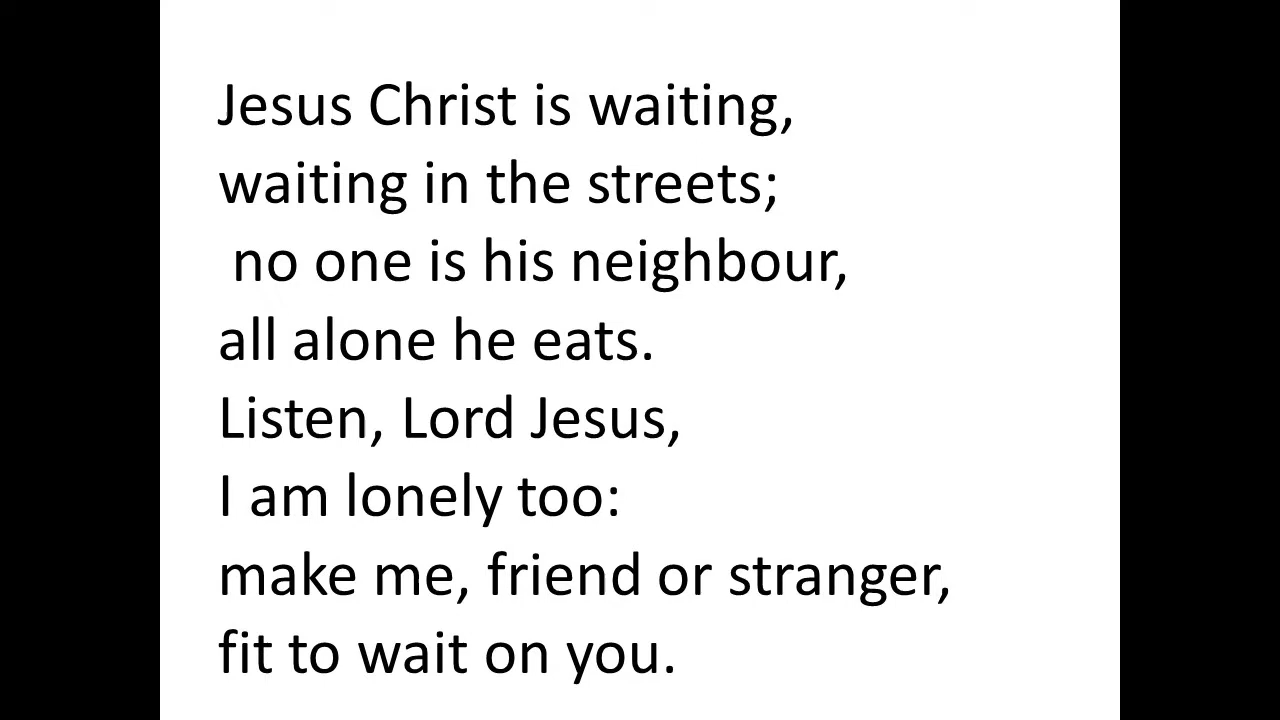 Jesus Christ is waiting,
waiting in the streets;
no one is his neighbour,
all alone he eats.
Listen, Lord Jesus,
I am lonely too:
make me, friend or stranger,
fit to wait on you.